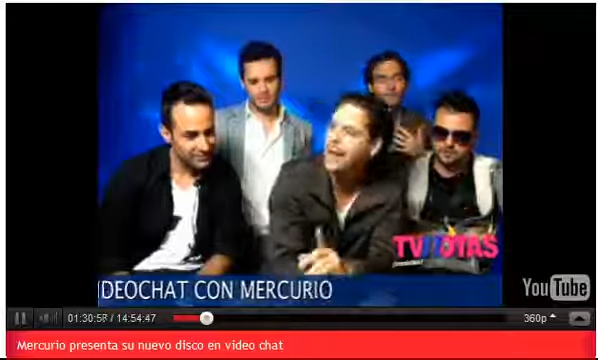 TVNOTAS
IDEOCHAT CON MERCURIO
YouTube
01:30:58 / 14:54:47
360p
Mercurio presenta su nuevo disco en video chat